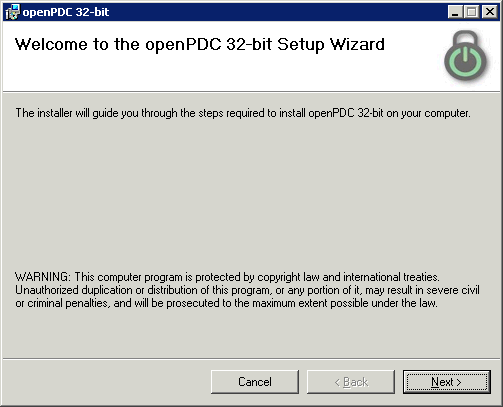 openPDC 32-bit
Welcome to the openPDC 32-bit Setup Wizard
The installer will guide you through the steps required to install openPDC 32-bit on your computer.
WARNING: This computer program is protected by copyright law and international treaties.
Unauthorized duplication or distribution of this program, or any portion of it, may result in severe civil
or criminal penalties, and will be prosecuted to the maximum extent possible under the law.
Cancel
< Back
Next >